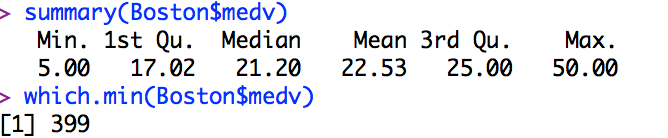 > summary(Boston$medv)
Min. 1st Qu. Median Mean 3rd Qu. Max.
5.00 17.02 21.20 22.53 25.00 50.00
> which.min(Boston$medv)
[1] 399